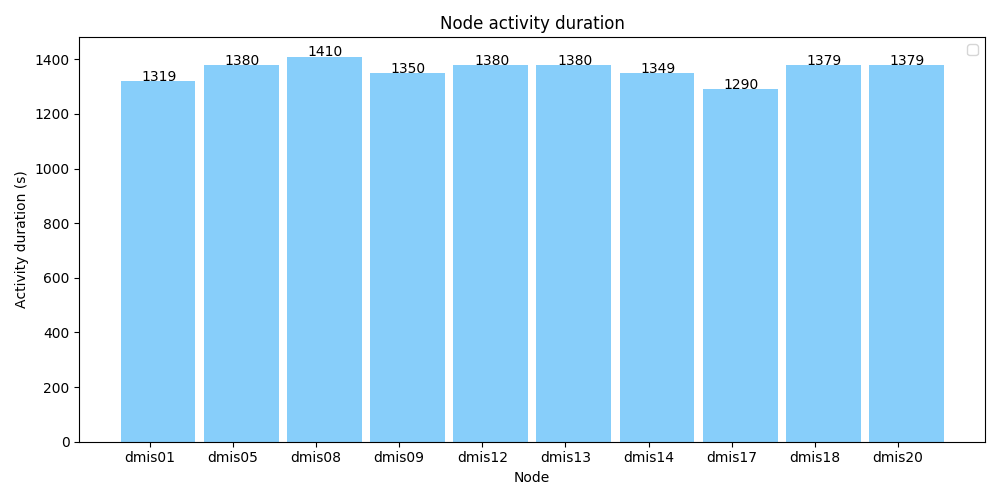 Node activity duration
1319 1380 1410 1350 1380 1380 1349 1290 1379 1379
Activity duration (s)
1400
1200
1000
800
600
400
200
0
dmis01 dmis05 dmis08 dmis09 dmis12 dmis13 dmis14 dmis17 dmis18 dmis20
Node